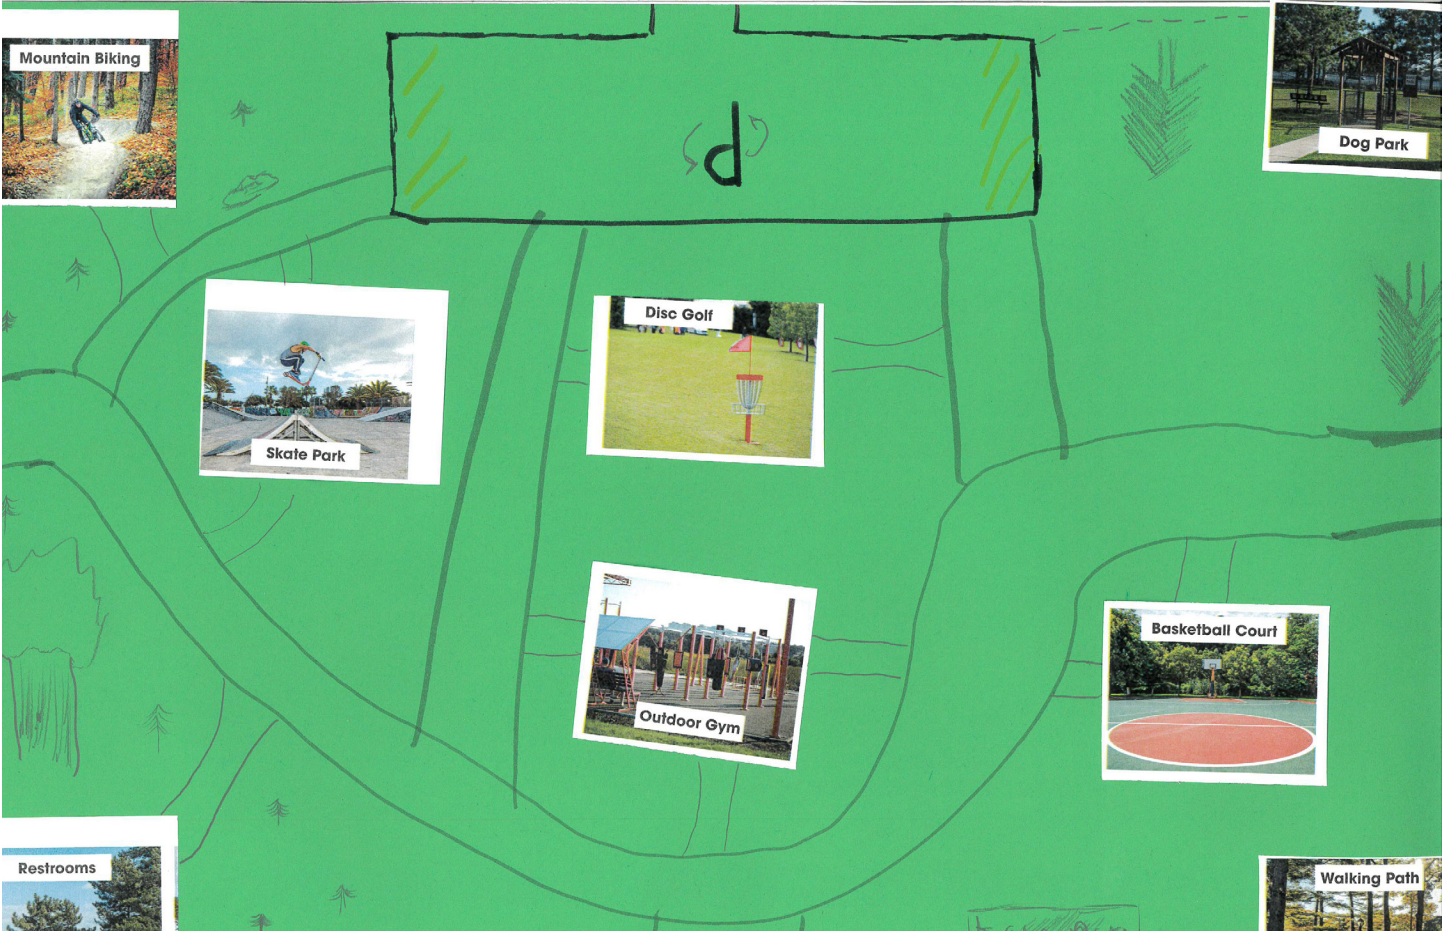 Mountain Biking
Dog Park
d
Disc Golf
Skate Park
Basketball Court
Outdoor Gym
Restrooms
Walking Path